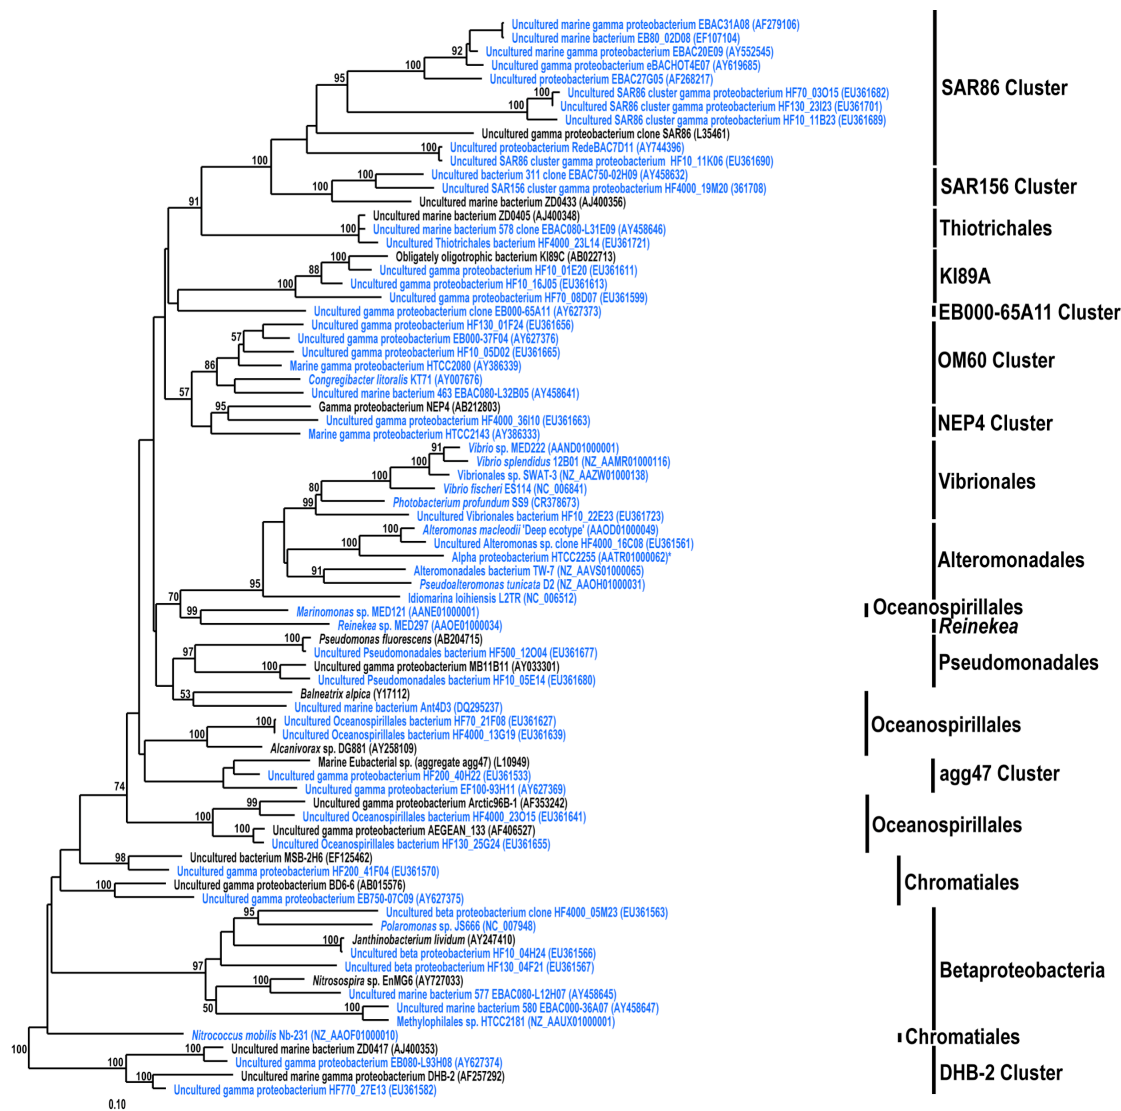 Uncultured marine gamma proteobacterium EBAC31A08 (AF279106)
Uncultured marine bacterium EB80_02D08 (EF107104)
92
Uncultured marine gamma proteobacterium EBAC20E09 (AY552545)
100
Uncultured gamma proteobacterium eBACHOT4E07 (AY619685)
95
Uncultured proteobacterium EBAC27G05 (AF268217)
Uncultured SAR86 cluster gamma proteobacterium HF70_03O15 (EU361682)
SAR86 Cluster
100
Uncultured SAR86 cluster gamma proteobacterium HF130_23I23 (EU361701)
Uncultured SAR86 cluster gamma proteobacterium HF10_11B23 (EU361689)
Uncultured gamma proteobacterium clone SAR86 (L35461)
100
Uncultured proteobacterium RedeBAC7D11 (AY744396)
100
Uncultured SAR86 cluster gamma proteobacterium HF10_11K06 (EU361690)
100
Uncultured bacterium 311 clone EBAC750-02H09 (AY458632)
100
Uncultured SAR156 cluster gamma proteobacterium HF4000_19M20 (361708)
SAR156 Cluster
Uncultured marine bacterium ZD0433 (AJ400356)
91
Uncultured marine bacterium ZD0405 (AJ400348)
100
Uncultured marine bacterium 578 clone EBAC080-L31E09 (AY458646)
Thiotrichales
Uncultured Thiotrichales bacterium HF4000_23L14 (EU361721)
100
Obligately oligotrophic bacterium KI89C (AB022713)
88
Uncultured gamma proteobacterium HF10_01E20 (EU361611)
KI89A
100
Uncultured gamma proteobacterium HF10_16J05 (EU361613)
Uncultured gamma proteobacterium HF70_08D07 (EU361599)
Uncultured gamma proteobacterium clone EB000-65A11 (AY627373)
EB000-65A11 Cluster
Uncultured gamma proteobacterium HF130_01F24 (EU361656)
57
Uncultured gamma proteobacterium EB000-37F04 (AY627376)
Uncultured gamma proteobacterium HF10_05D02 (EU361665)
OM60 Cluster
86
Marine gamma proteobacterium HTCC2080 (AY386339)
Congregibacter litoralis KT71 (AY007676)
57
Uncultured marine bacterium 463 EBAC080-L32B05 (AY458641)
95
Gamma proteobacterium NEP4 (AB212803)
Uncultured gamma proteobacterium HF4000_36I10 (EU361663)
NEP4 Cluster
Marine gamma proteobacterium HTCC2143 (AY386333)
91
Vibrio sp. MED222 (AAND01000001)
100
Vibrio splendidus 12B01 (NZ_AAMR01000116)
100
Vibrionales sp. SWAT-3 (NZ_AAZW01000138)
Vibrionales
80
Vibrio fischeri ES114 (NC_006841)
99
Photobacterium profundum SS9 (CR378673)
Uncultured Vibrionales bacterium HF10_22E23 (EU361723)
100
Alteromonas macleodii 'Deep ecotype' (AAOD01000049)
100
Uncultured Alteromonas sp. clone HF4000_16C08 (EU361561)
Alpha proteobacterium HTCC2255 (AATR01000062)*
Alteromonadales
91
Alteromonadales bacterium TW-7 (NZ_AAVS01000065)
95
Pseudoalteromonas tunicata D2 (NZ_AAOH01000031)
70
Idiomarina loihiensis L2TR (NC_006512)
99
Marinomonas sp. MED121 (AANE01000001)
Oceanospirillales
Reinekea sp. MED297 (AAOE01000034)
Reinekea
100
Pseudomonas fluorescens (AB204715)
97
Uncultured Pseudomonadales bacterium HF500_12O04 (EU361677)
100
Uncultured gamma proteobacterium MB11B11 (AY033301)
Pseudomonadales
Uncultured Pseudomonadales bacterium HF10_05E14 (EU361680)
53
Balneatrix alpica (Y17112)
Uncultured marine bacterium Ant4D3 (DQ295237)
100
Uncultured Oceanospirillales bacterium HF70_21F08 (EU361627)
Oceanospirillales
100
Uncultured Oceanospirillales bacterium HF4000_13G19 (EU361639)
Alcanivorax sp. DG881 (AY258109)
Marine Eubacterial sp. (aggregate agg47) (L10949)
74
Uncultured gamma proteobacterium HF200_40H22 (EU361533)
agg47 Cluster
Uncultured gamma proteobacterium EF100-93H11 (AY627369)
99
Uncultured gamma proteobacterium Arctic96B-1 (AF353242)
100
Uncultured Oceanospirillales bacterium HF4000_23O15 (EU361641)
Oceanospirillales
100
Uncultured gamma proteobacterium AEGEAN_133 (AF406527)
Uncultured Oceanospirillales bacterium HF130_25G24 (EU361655)
98
Uncultured bacterium MSB-2H6 (EF125462)
Uncultured gamma proteobacterium HF200_41F04 (EU361570)
100
Uncultured gamma proteobacterium BD6-6 (AB015576)
Chromatiales
Uncultured gamma proteobacterium EB750-07C09 (AY627375)
95
Uncultured beta proteobacterium clone HF4000_05M23 (EU361563)
Polaromonas sp. JS666 (NC_007948)
100
Janthinobacterium lividum (AY247410)
Uncultured beta proteobacterium HF10_04H24 (EU361566)
97
Uncultured beta proteobacterium HF130_04F21 (EU361567)
Betaproteobacteria
100
Nitrosospira sp. EnMG6 (AY727033)
Uncultured marine bacterium 577 EBAC080-L12H07 (AY458645)
50
100
Uncultured marine bacterium 580 EBAC000-36A07 (AY458647)
Methylophilales sp. HTCC2181 (NZ_AAUX01000001)
Nitrococcus mobilis Nb-231 (NZ_AAOF01000010)
Chromatiales
100
100
Uncultured marine bacterium ZD0417 (AJ400353)
100
Uncultured gamma proteobacterium EB080-L93H08 (AY627374)
100
Uncultured marine gamma proteobacterium DHB-2 (AF257292)
DHB-2 Cluster
Uncultured gamma proteobacterium HF770_27E13 (EU361582)
0.10